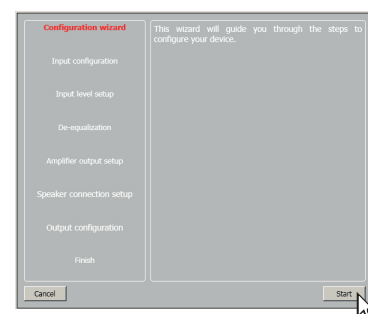 Configuration wizard
Input configuration
Input level setup
De-equalization
Amplifier output setup
Speaker connection setup
Output configuration
Finish
This wizard will guide you through the steps to
configure your device.
Cancel
Start